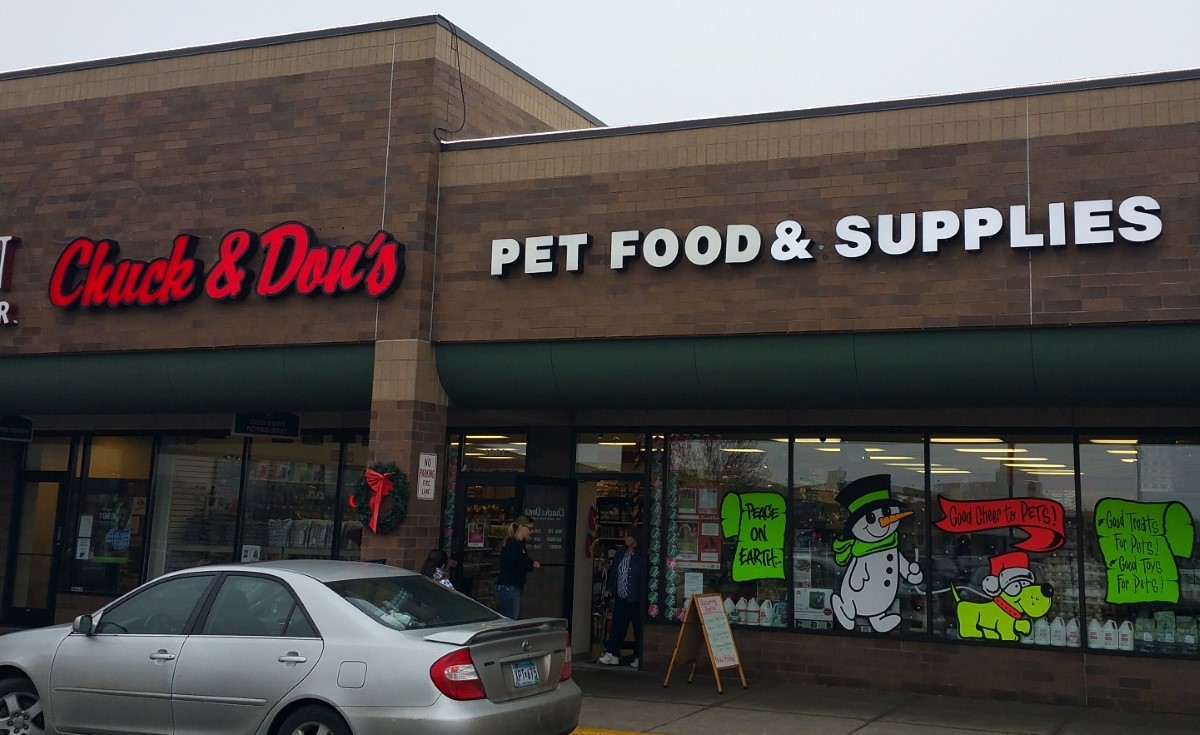 R.
Chuck & Don's
PET FOOD & SUPPLIES
NO
PARKING
FIRE
LANE
PEACE
ON
EARTH
Good Cheer to PETS!
Good Treats
For Pets!
Good Toys
For Pets!